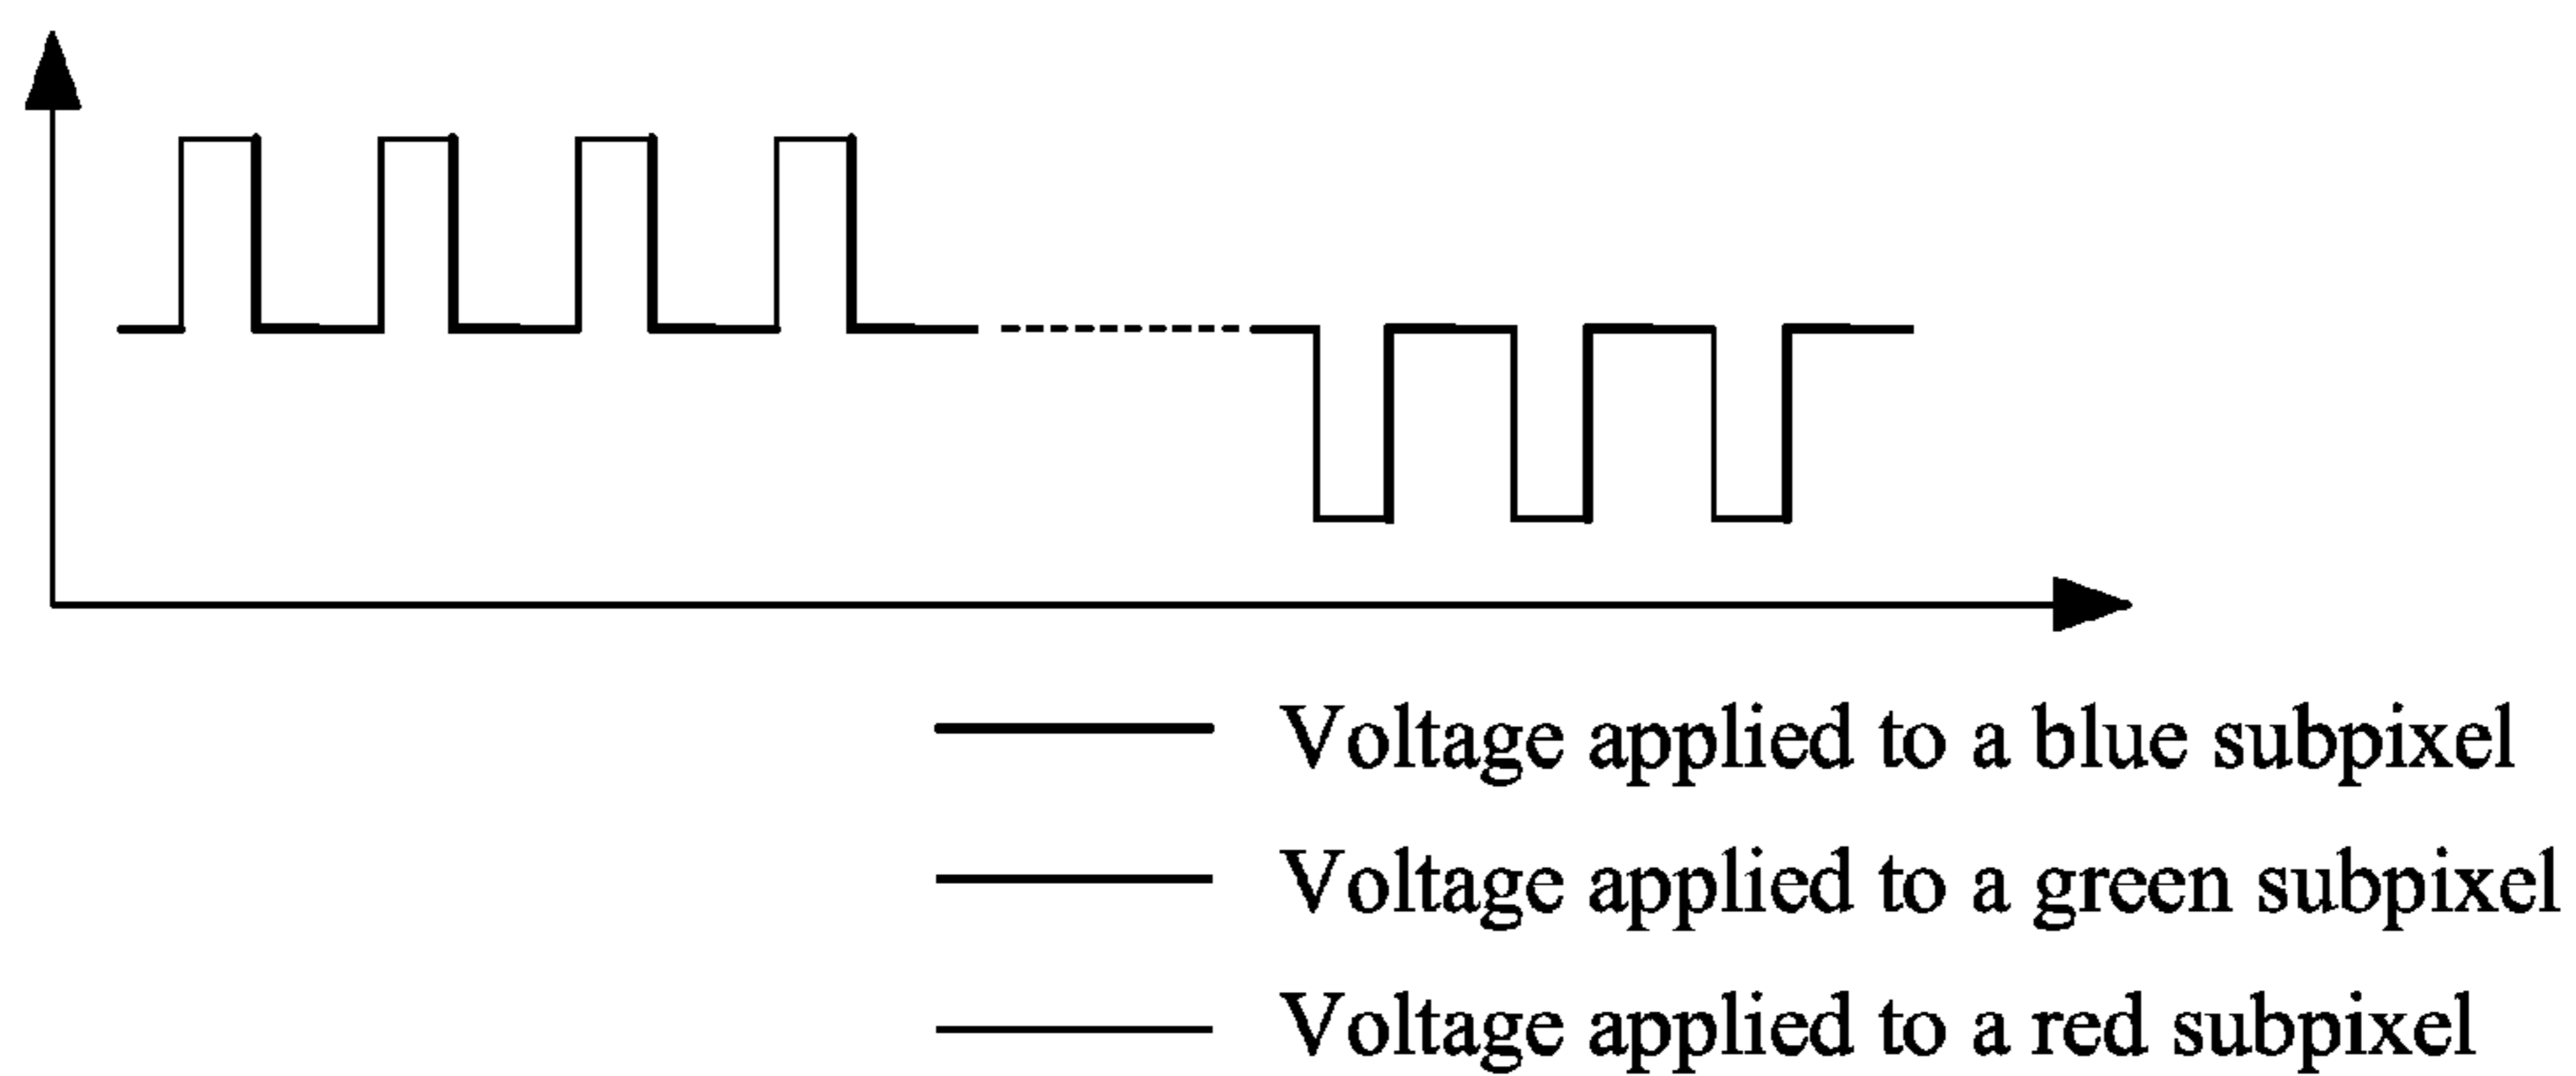 Voltage applied to a blue subpixel
Voltage applied to a green subpixel
Voltage applied to a red subpixel